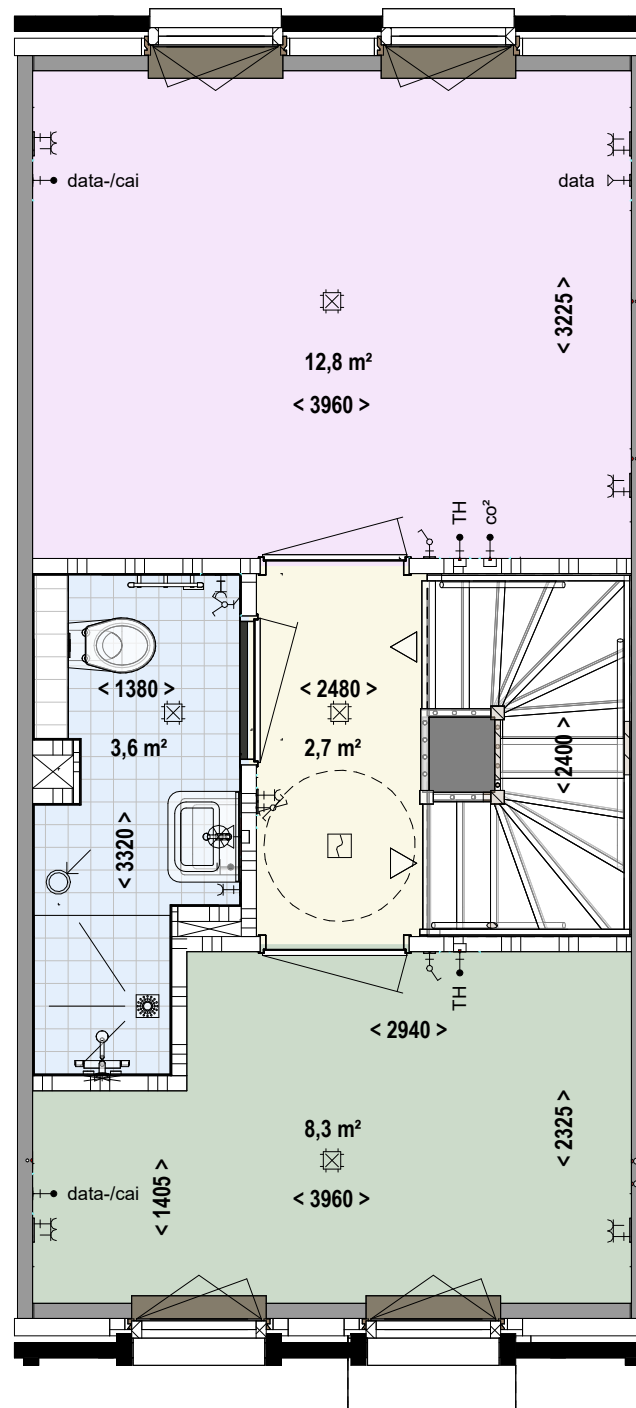 data-/cai
data
< 3225 >
12,8 m²
< 3960 >
TH
co²
< 1380 >
< 2480 >
3,6 m²
2,7 m²
< 2400 >
< 3320 >
TH
< 2940 >
8,3 m²
< 2325 >
data-/cai
< 1405 >
< 3960 >